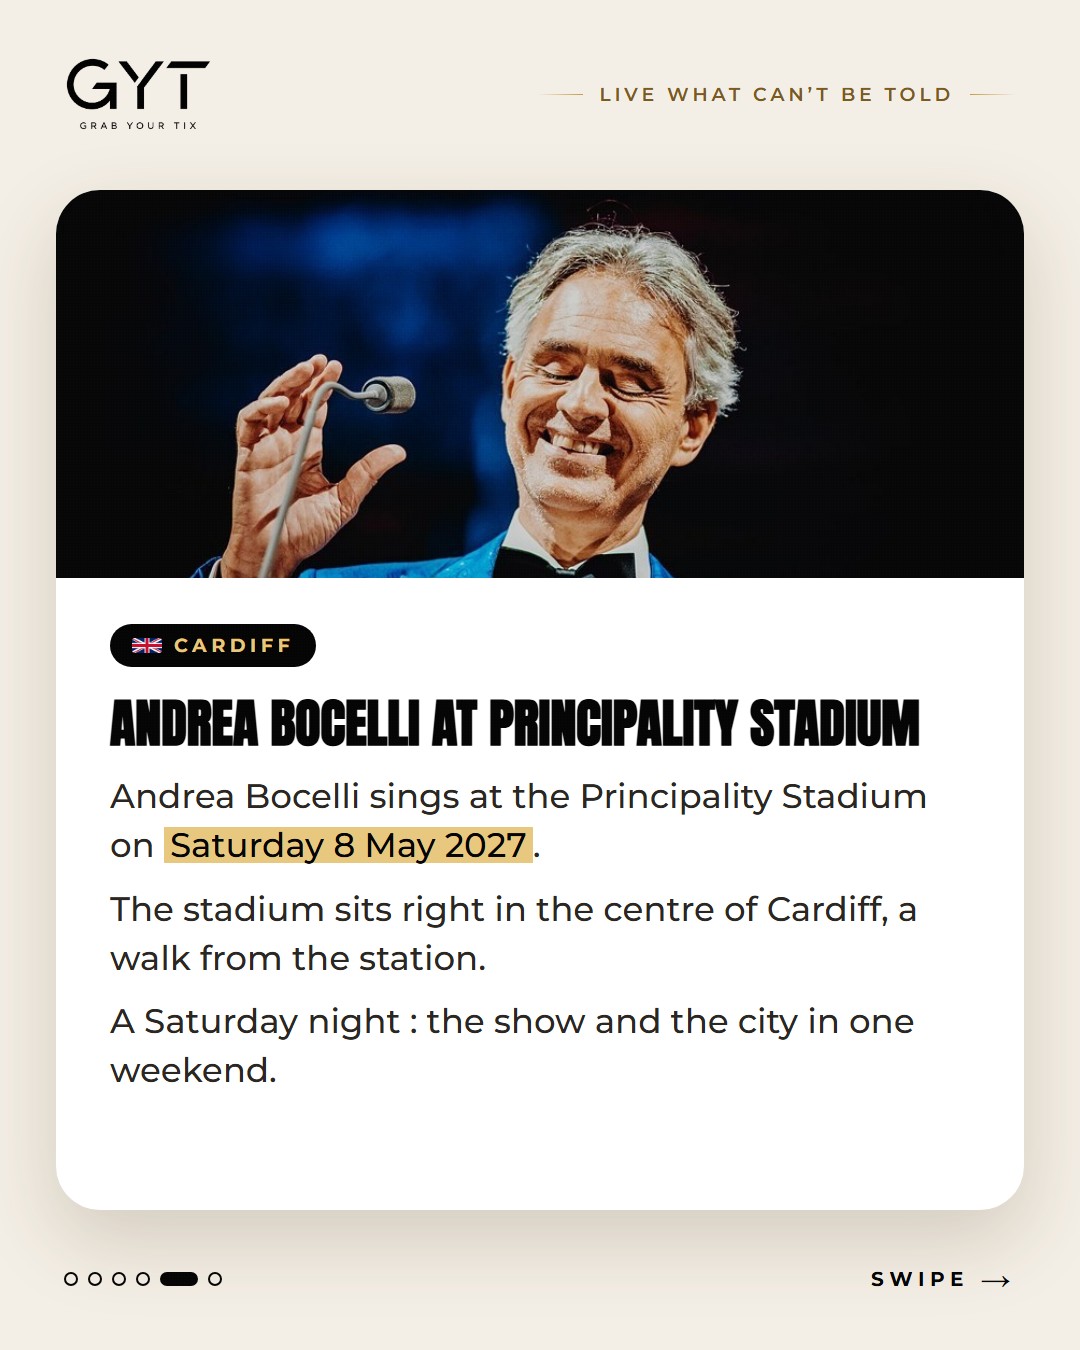 GYT
GRAB YOUR TIX
LIVE WHAT CAN’T BE TOLD
CARDIFF
ANDREA BOCELLI AT PRINCIPALITY STADIUM
Andrea Bocelli sings at the Principality Stadium
on Saturday 8 May 2027.
The stadium sits right in the centre of Cardiff, a
walk from the station.
A Saturday night : the show and the city in one
weekend.
SWIPE →